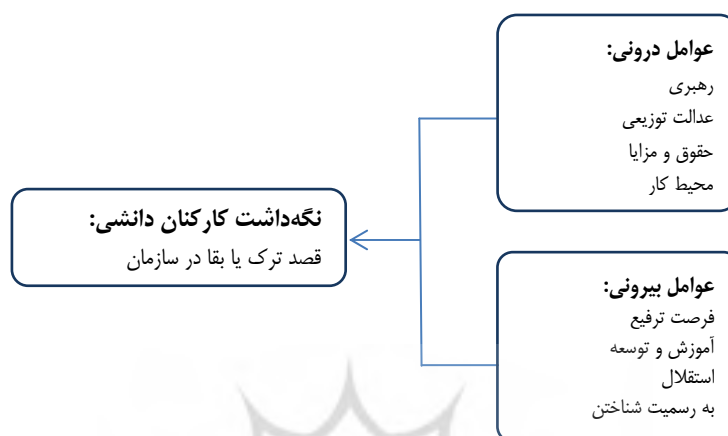 عوامل درونی:
رهبری
عدالت توزیعی
حقوق و مزایا
محیط کار
نگه‌داشت کارکنان دانشی:
قصد ترک یا بقا در سازمان
عوامل بیرونی:
فرصت ترفیع
آموزش و توسعه
استقلال
به رسمیت شناختن